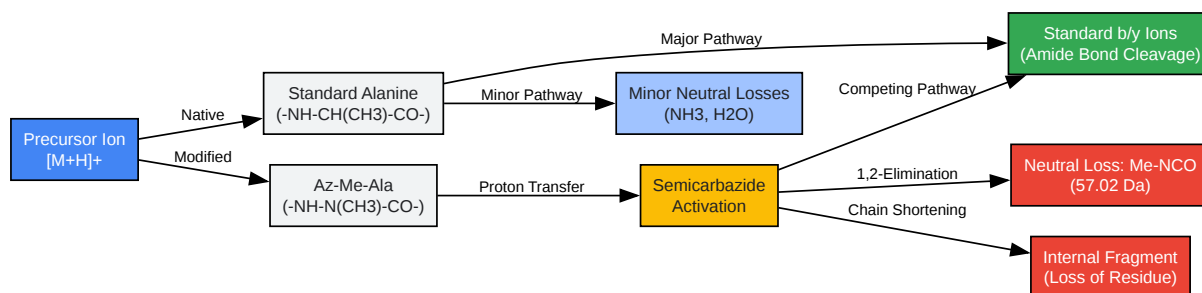 Precursor Ion
[M+H]+
Native
Modified
Standard Alanine
(-NH-CH(CH3)-CO-)
Az-Me-Ala
(-NH-N(CH3)-CO-)
Major Pathway
Minor Pathway
Proton Transfer
Minor Neutral Losses
(NH3, H2O)
Semicarbazide
Activation
Competing Pathway
1,2-Elimination
Chain Shortening
Standard b/y Ions
(Amide Bond Cleavage)
Neutral Loss: Me-NCO
(57.02 Da)
Internal Fragment
(Loss of Residue)